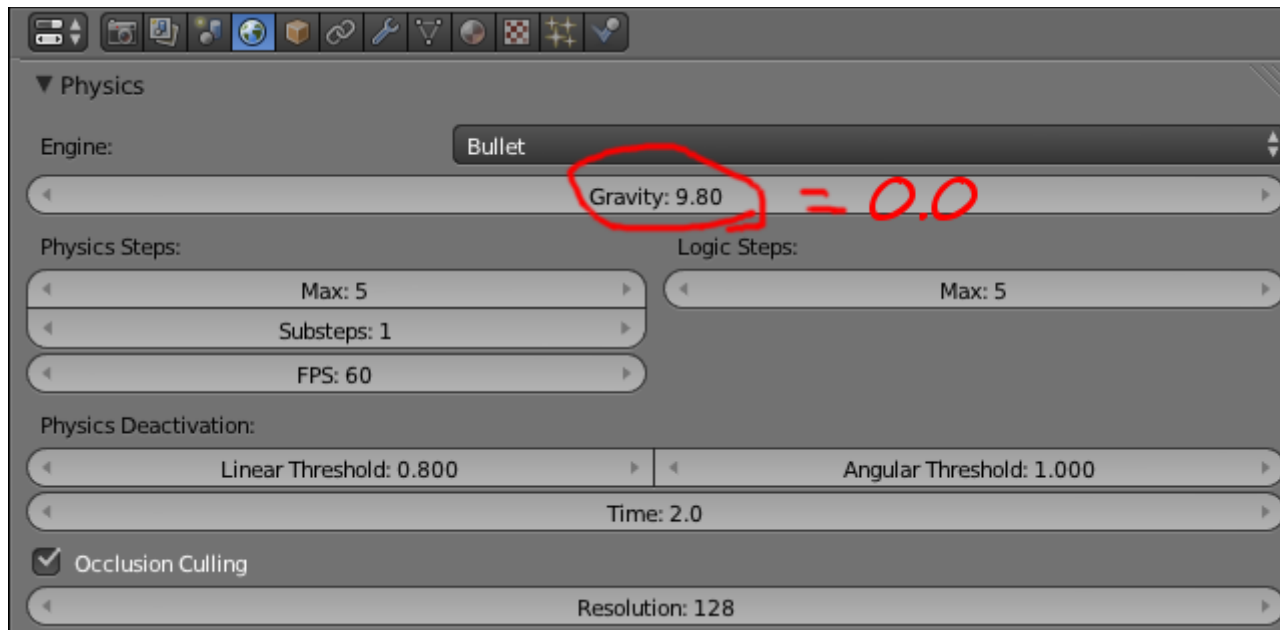 Physics
Engine: Bullet
Gravity: 9.80 = 0.0
Physics Steps: Logic Steps:
Max: 5 Max: 5
Substeps: 1
FPS: 60
Physics Deactivation:
Linear Threshold: 0.800 Angular Threshold: 1.000
Time: 2.0
Occlusion Culling
Resolution: 128